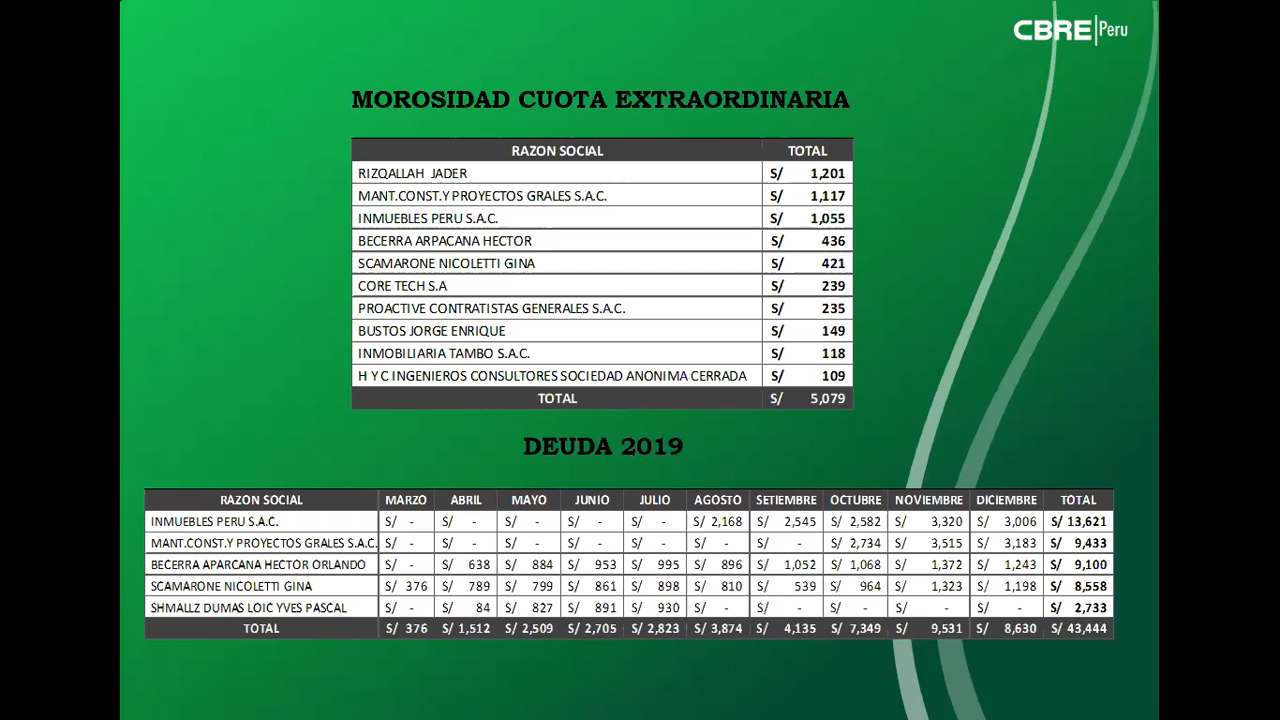 CBRE | Peru
MOROSIDAD CUOTA EXTRAORDINARIA
RAZON SOCIAL TOTAL
RIZQALLAH JADER S/ 1,201
MANT.CONST.Y PROYECTOS GRALES S.A.C. S/ 1,117
INMUEBLES PERU S.A.C. S/ 1,055
BECERRA ARPACANA HECTOR S/ 436
SCAMARONE NICOLETTI GINA S/ 421
CORE TECH S.A S/ 239
PROACTIVE CONTRATISTAS GENERALES S.A.C. S/ 235
BUSTOS JORGE ENRIQUE S/ 149
INMOBILIARIA TAMBO S.A.C. S/ 118
H Y C INGENIEROS CONSULTORES SOCIEDAD ANONIMA CERRADA S/ 109
TOTAL S/ 5,079
DEUDA 2019
RAZON SOCIAL MARZO ABRIL MAYO JUNIO JULIO AGOSTO SETIEMBRE OCTUBRE NOVIEMBRE DICIEMBRE TOTAL
INMUEBLES PERU S.A.C. S/ - S/ - S/ - S/ - S/ - S/ 2,168 S/ 2,545 S/ 2,582 S/ 3,320 S/ 3,006 S/ 13,621
MANT.CONST.Y PROYECTOS GRALES S.A.C. S/ - S/ - S/ - S/ - S/ - S/ - S/ - S/ 2,734 S/ 3,515 S/ 3,183 S/ 9,433
BECERRA APARCANA HECTOR ORLANDO S/ - S/ 638 S/ 884 S/ 953 S/ 995 S/ 896 S/ 1,052 S/ 1,068 S/ 1,372 S/ 1,243 S/ 9,100
SCAMARONE NICOLETTI GINA S/ 376 S/ 789 S/ 799 S/ 861 S/ 898 S/ 810 S/ 539 S/ 964 S/ 1,323 S/ 1,198 S/ 8,558
SHMALLZ DUMAS LOIC YVES PASCAL S/ - S/ 84 S/ 827 S/ 891 S/ 930 S/ - S/ - S/ - S/ - S/ - S/ 2,733
TOTAL S/ 376 S/ 1,512 S/ 2,509 S/ 2,705 S/ 2,823 S/ 3,874 S/ 4,135 S/ 7,349 S/ 9,531 S/ 8,630 S/ 43,444